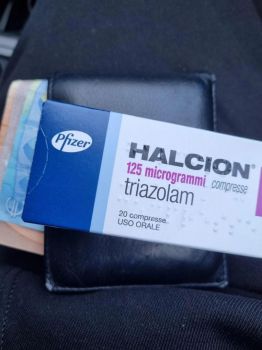 Pfizer
HALCION®
125 microgrammi compresse
triazolam
20 compresse
USO ORALE